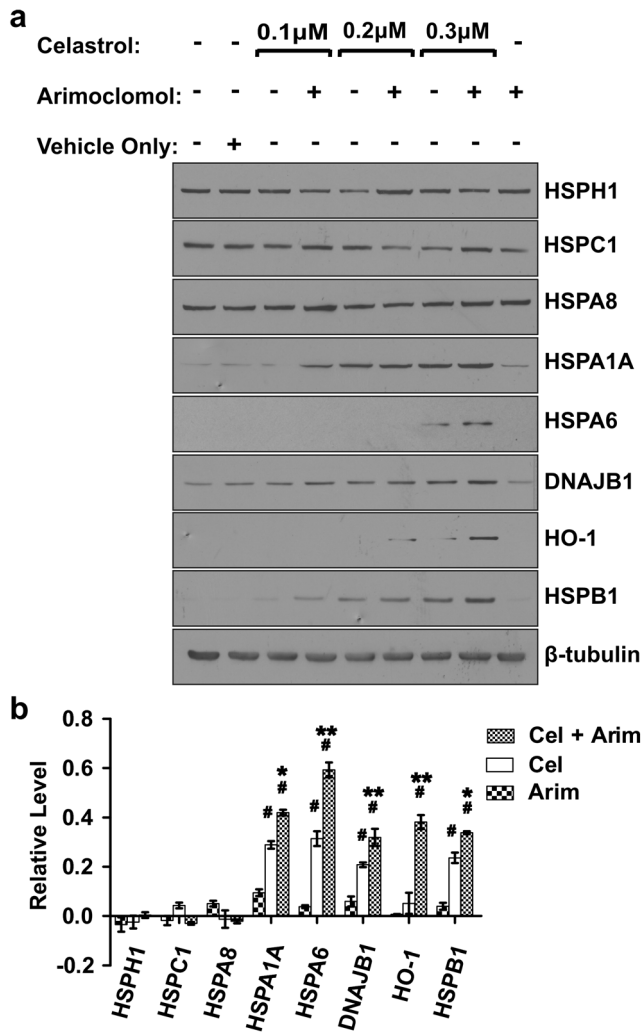 a
Celastrol: - - 0.1µM 0.2µM 0.3µM -
Arimoclomol: - - - + - + - + +
Vehicle Only: - + - - - - - - -
HSPH1
HSPC1
HSPA8
HSPA1A
HSPA6
DNAJB1
HO-1
HSPB1
β-tubulin
b
Relative Level
0.8
0.6
0.4
0.2
0.0
-0.2
# * # # ** # # ** # ** # # * #
Cel + Arim
Cel
Arim
HSPH1 HSPC1 HSPA8 HSPA1A HSPA6 DNAJB1 HO-1 HSPB1